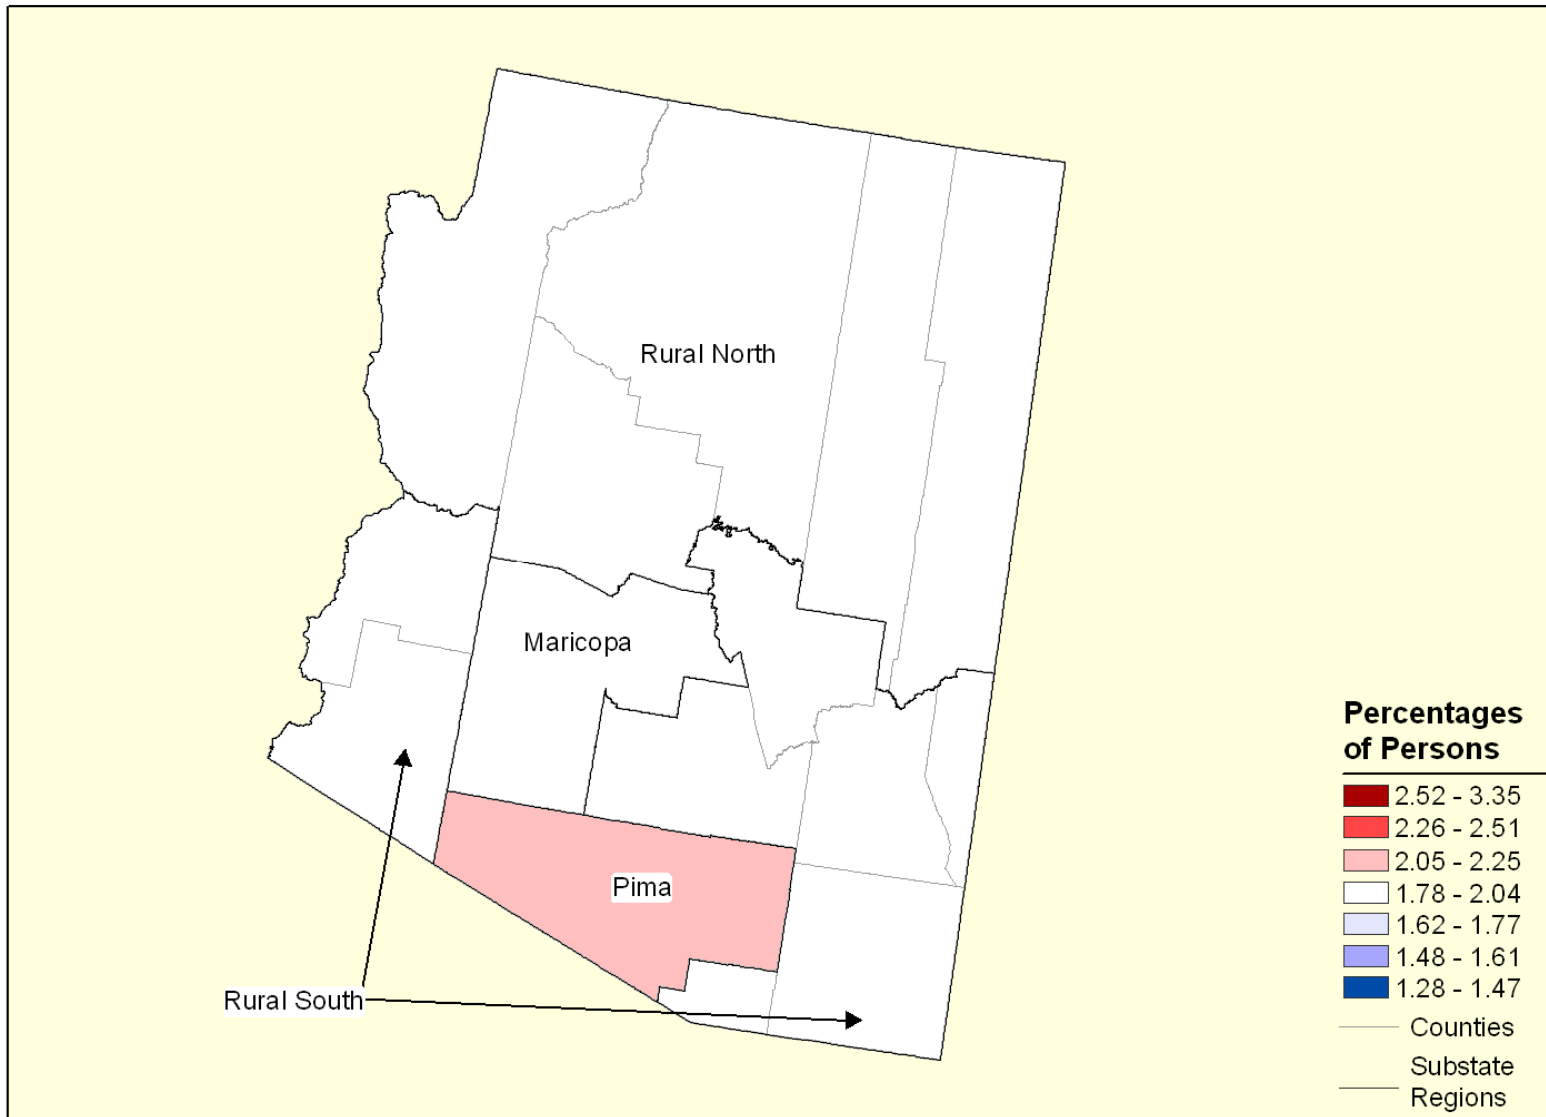 Rural North
Maricopa
Pima
Rural South
Percentages
of Persons
2.52 - 3.35
2.26 - 2.51
2.05 - 2.25
1.78 - 2.04
1.62 - 1.77
1.48 - 1.61
1.28 - 1.47
Counties
Substate
Regions